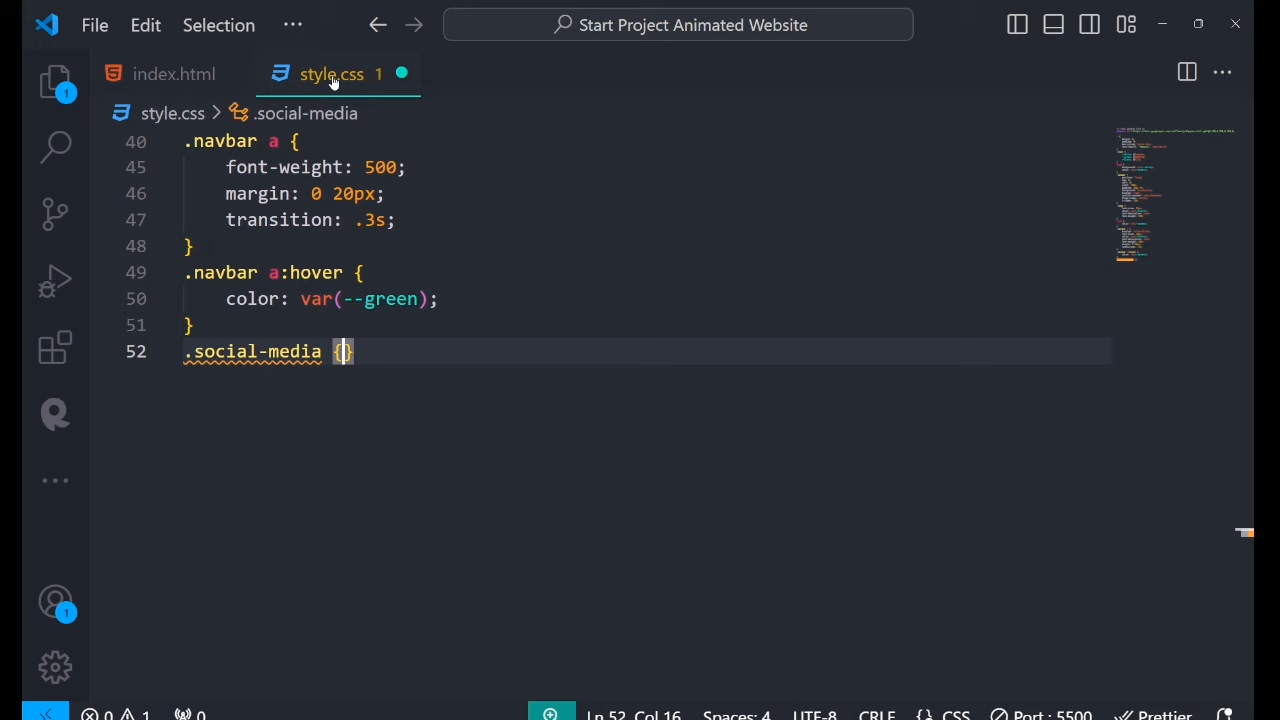 File Edit Selection ··· Start Project Animated Website
index.html style.css 1
style.css > .social-media
40 .navbar a {
45 font-weight: 500;
46 margin: 0 20px;
47 transition: .3s;
48 }
49 .navbar a:hover {
50 color: var(--green);
51 }
52 .social-media {}
1
1
0 1 0 Ln 52, Col 16 Spaces: 4 UTF-8 CRLF {} CSS Port : 5500 Prettier